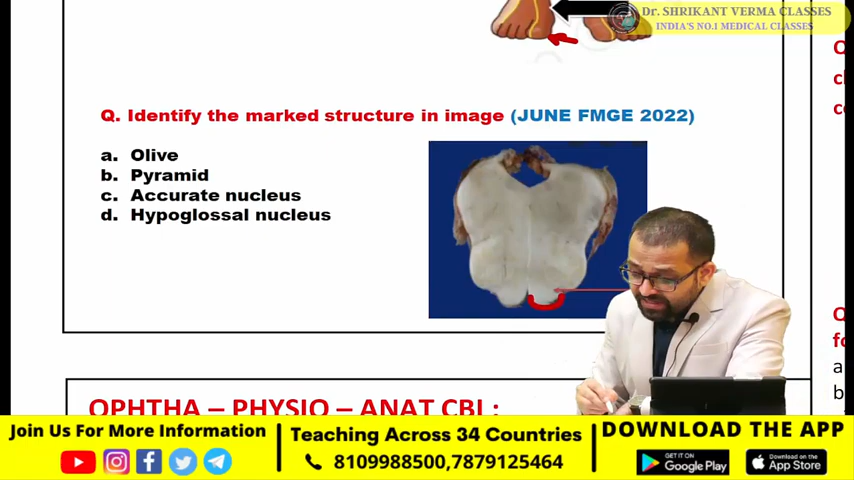 Dr. SHRIKANT VERMA CLASSES
INDIA'S NO.1 MEDICAL CLASSES
Q. Identify the marked structure in image (JUNE FMGE 2022)
a. Olive
b. Pyramid
c. Accurate nucleus
d. Hypoglossal nucleus
OPHTHA – PHYSIO – ANAT CBL:
Join Us For More Information
Teaching Across 34 Countries
8109988500,7879125464
DOWNLOAD THE APP
GET IT ON
Google Play
Download on the
App Store